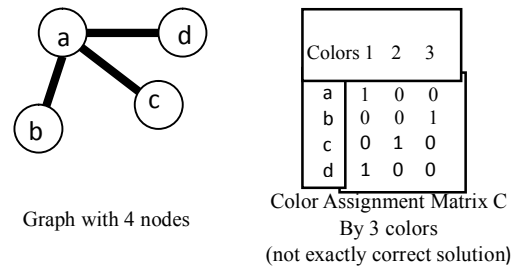 a
d
c
b
Graph with 4 nodes
Colors 1 2 3
a 1 0 0
b 0 0 1
c 0 1 0
d 1 0 0
Color Assignment Matrix C
By 3 colors
(not exactly correct solution)